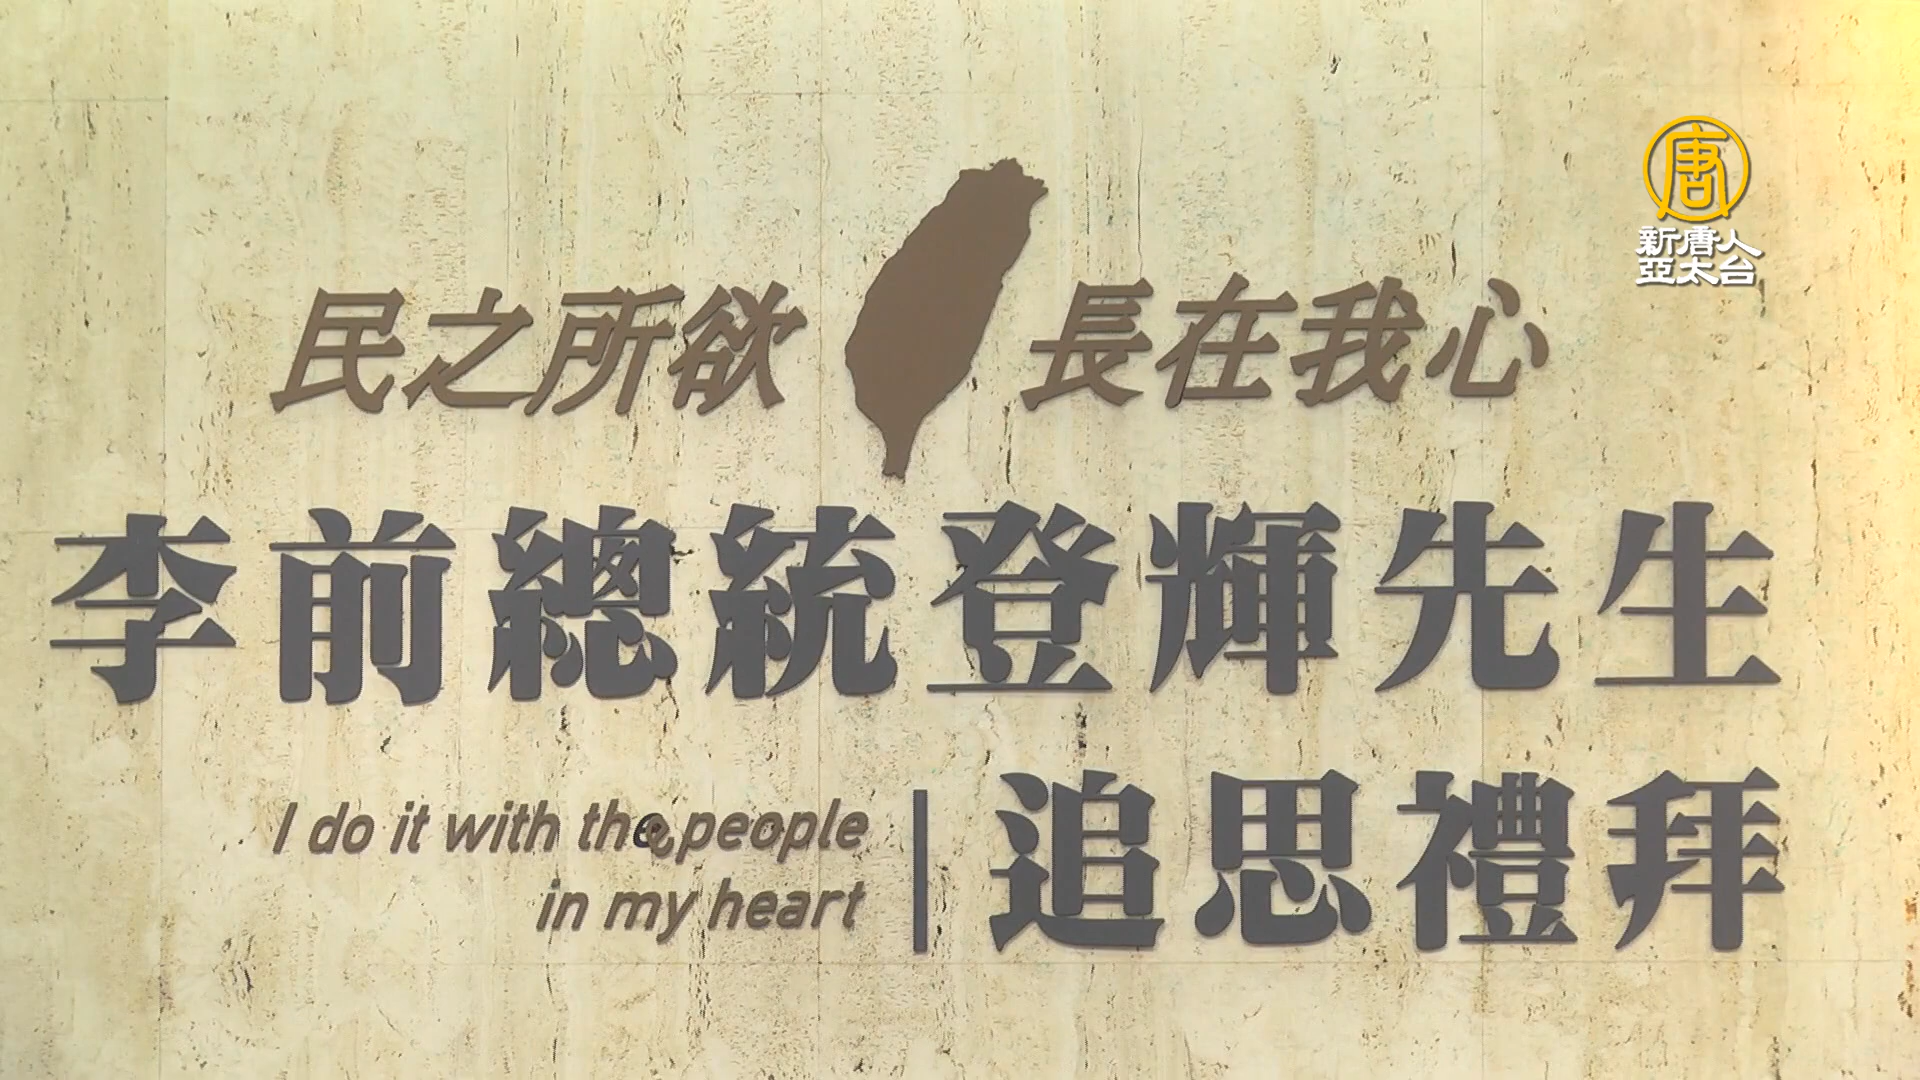 唐
新唐人
亞太台
民之所欲 長在我心
李前總統登輝先生
I do it with the people
in my heart
追思禮拜